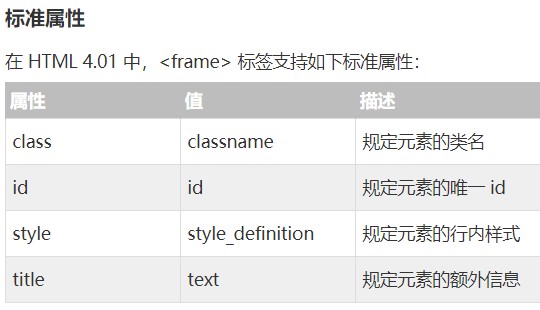 标准属性
在 HTML 4.01 中，<frame> 标签支持如下标准属性：
属性 值 描述
class classname 规定元素的类名
id id 规定元素的唯一 id
style style_definition 规定元素的行内样式
title text 规定元素的额外信息